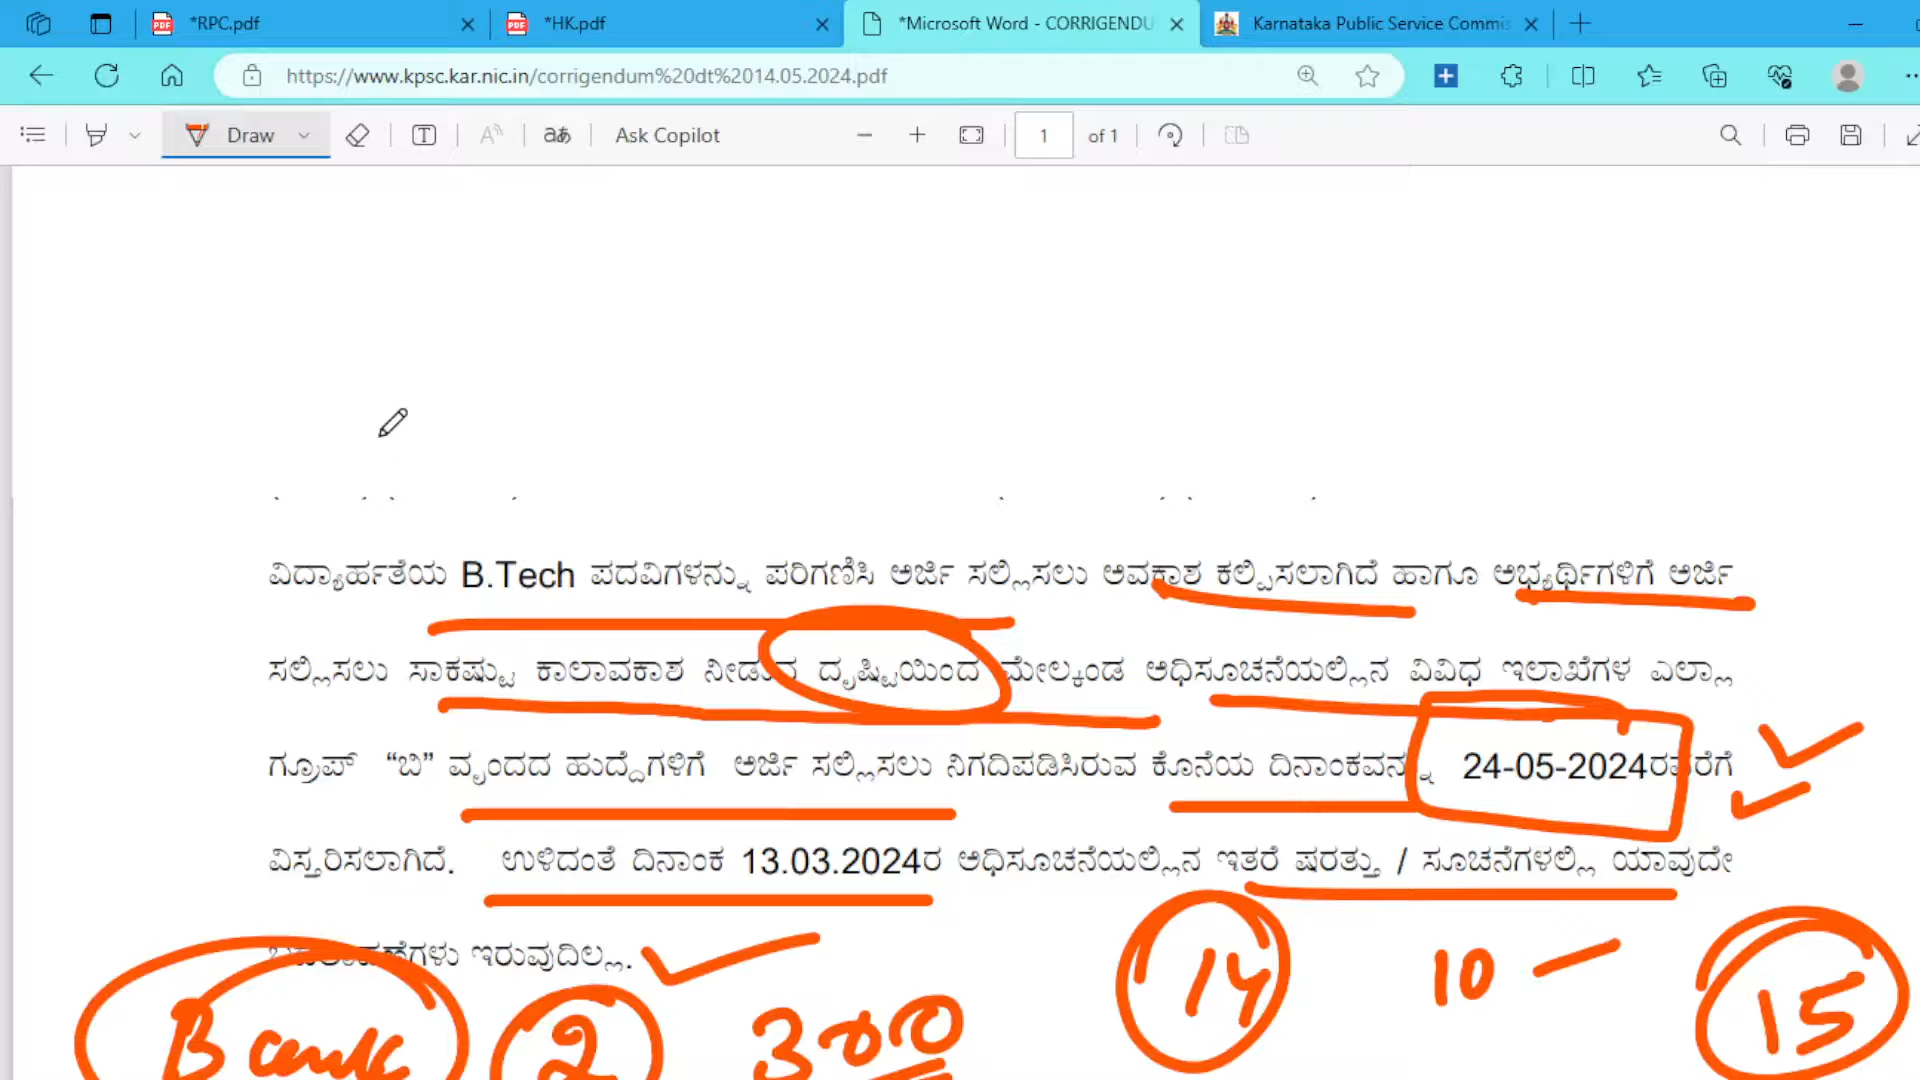 *RPC.pdf
*HK.pdf
*Microsoft Word - CORRIGENDU
Karnataka Public Service Commis
https://www.kpsc.kar.nic.in/corrigendum%20dt%2014.05.2024.pdf
Draw
Ask Copilot
1 of 1
ವಿದ್ಯಾರ್ಹತೆಯ B.Tech ಪದವಿಗಳನ್ನು ಪರಿಗಣಿಸಿ ಅರ್ಜಿ ಸಲ್ಲಿಸಲು ಅವಕಾಶ ಕಲ್ಪಿಸಲಾಗಿದೆ ಹಾಗೂ ಅಭ್ಯರ್ಥಿಗಳಿಗೆ ಅರ್ಜಿ
ಸಲ್ಲಿಸಲು ಸಾಕಷ್ಟು ಕಾಲಾವಕಾಶ ನೀಡುವ ದೃಷ್ಟಿಯಿಂದ ಮೇಲ್ಕಂಡ ಅಧಿಸೂಚನೆಯಲ್ಲಿನ ವಿವಿಧ ಇಲಾಖೆಗಳ ಎಲ್ಲಾ
ಗ್ರೂಪ್ “ಬಿ” ವೃಂದದ ಹುದ್ದೆಗಳಿಗೆ ಅರ್ಜಿ ಸಲ್ಲಿಸಲು ನಿಗದಿಪಡಿಸಿರುವ ಕೊನೆಯ ದಿನಾಂಕವನ್ನು 24-05-2024ರವರೆಗೆ
ವಿಸ್ತರಿಸಲಾಗಿದೆ. ಉಳಿದಂತೆ ದಿನಾಂಕ 13.03.2024ರ ಅಧಿಸೂಚನೆಯಲ್ಲಿನ ಇತರೆ ಷರತ್ತು / ಸೂಚನೆಗಳಲ್ಲಿ ಯಾವುದೇ
ಇರುವುದಿಲ್ಲ.
14 10 – 15
Bank 2 300